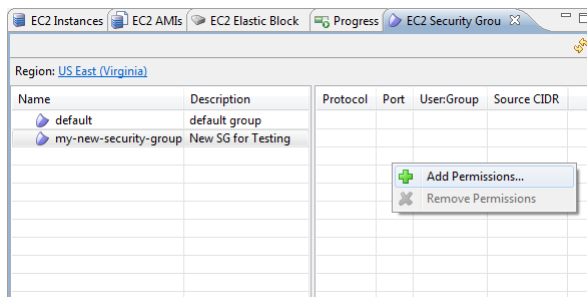 EC2 Instances EC2 AMIs EC2 Elastic Block Progress EC2 Security Grou
Region: US East (Virginia)
Name Description Protocol Port User:Group Source CIDR
default default group
my-new-security-group New SG for Testing
Add Permissions...
Remove Permissions